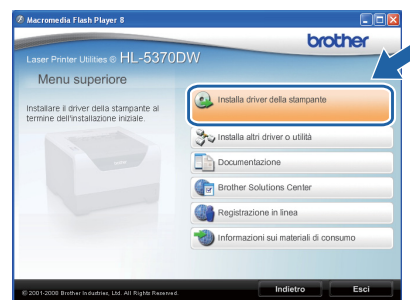 Macromedia Flash Player 8
brother
Laser Printer Utilities © HL-5370DW
Menu superiore
Installare il driver della stampante al
termine dell'installazione iniziale.
Installa driver della stampante
Installa altri driver o utilità
Documentazione
Brother Solutions Center
Registrazione in linea
Informazioni sui materiali di consumo
© 2001-2008 Brother Industries, Ltd. All Rights Reserved.
Indietro
Esci